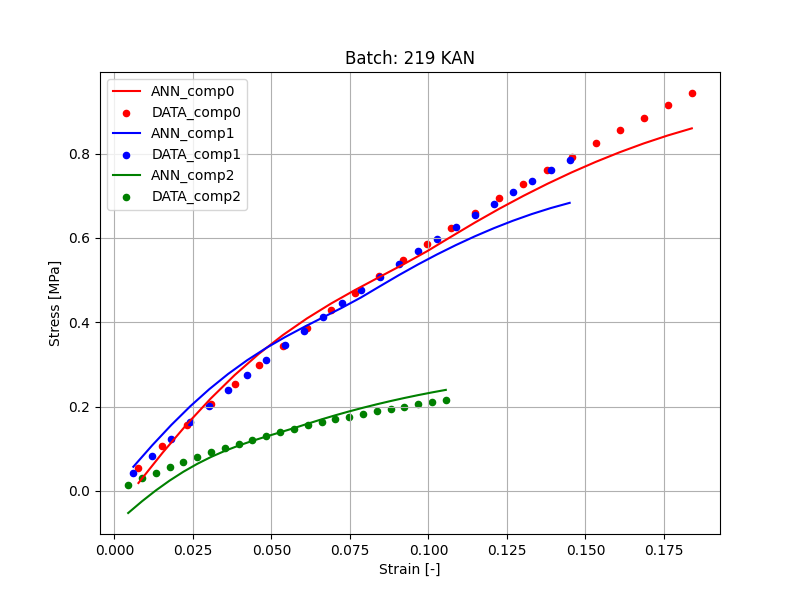 Batch: 219 KAN
ANN_comp0
DATA_comp0
ANN_comp1
DATA_comp1
ANN_comp2
DATA_comp2
Stress [MPa]
0.8
0.6
0.4
0.2
0.0
0.000 0.025 0.050 0.075 0.100 0.125 0.150 0.175
Strain [-]